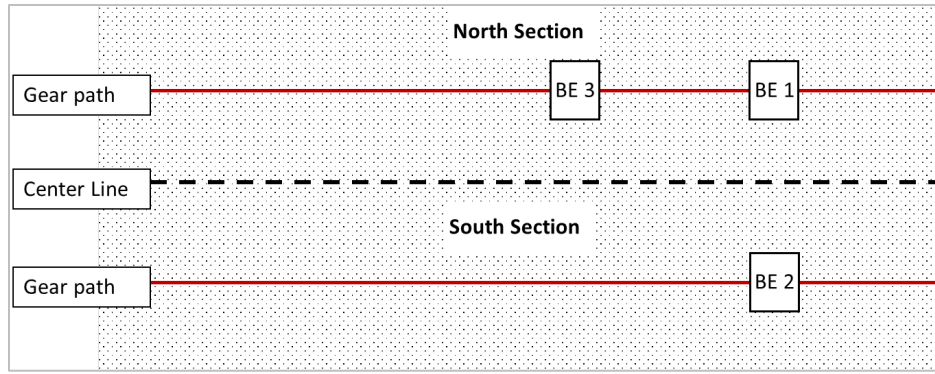 North Section
Gear path
BE 3
BE 1
Center Line
South Section
Gear path
BE 2